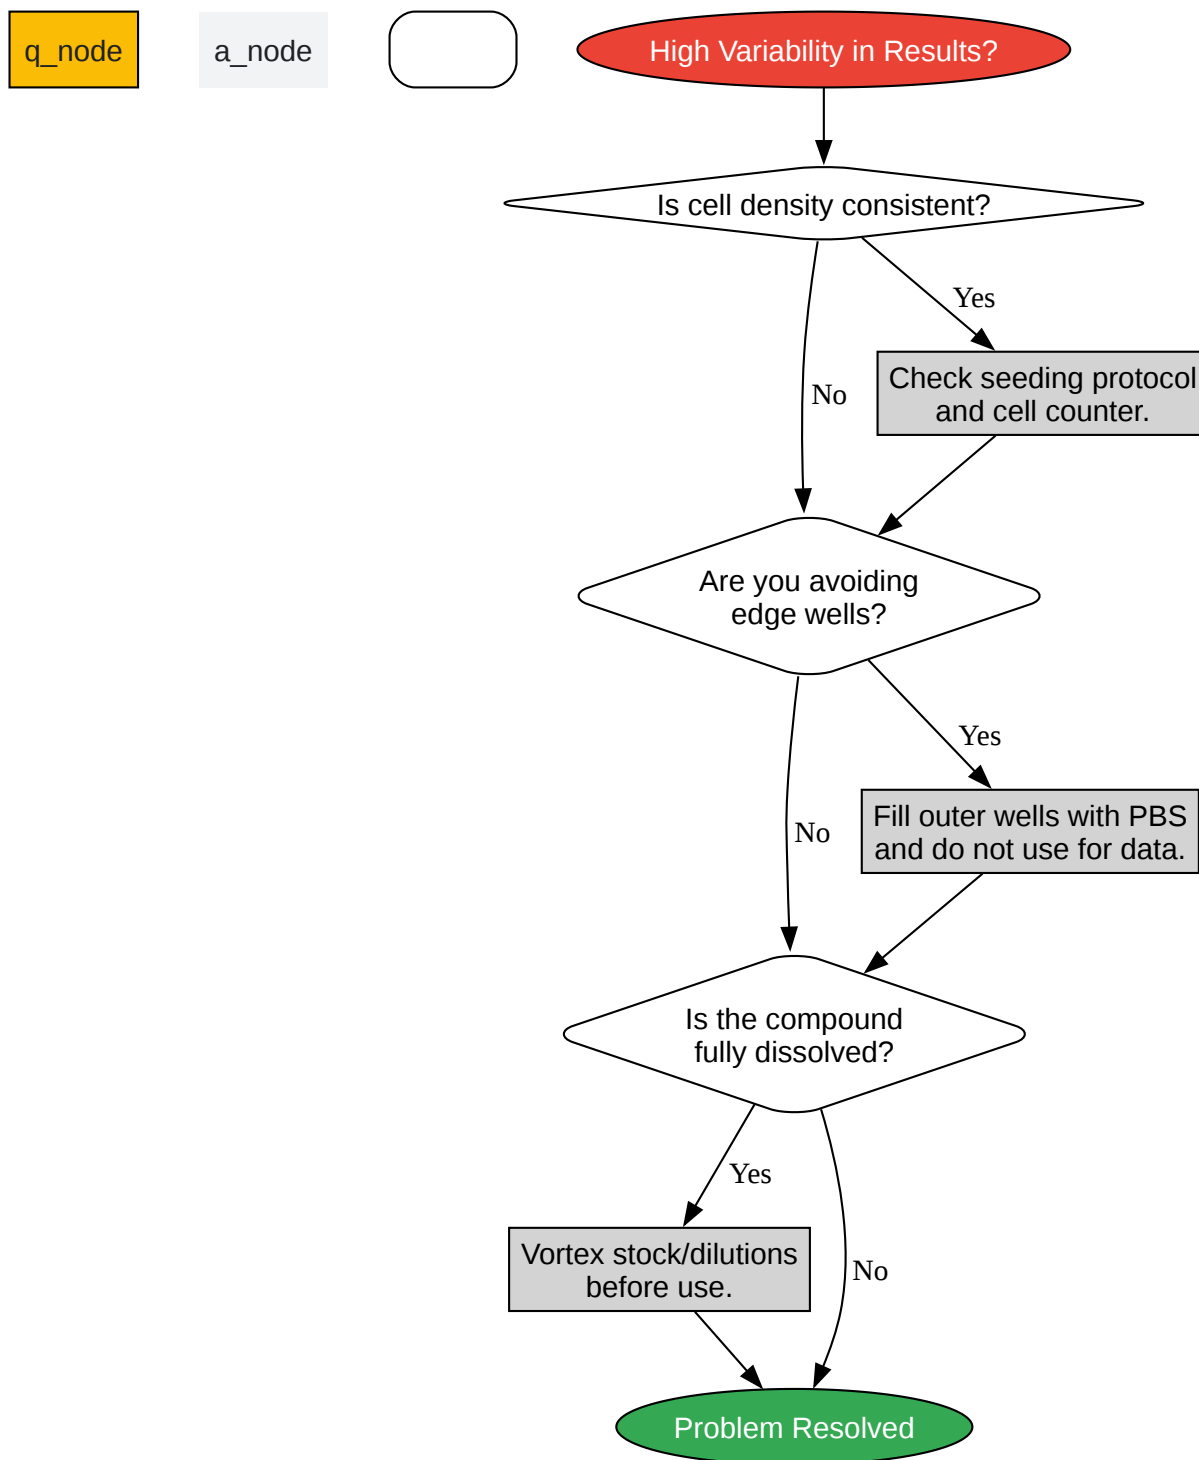 q_node
a_node
High Variability in Results?
Is cell density consistent?
Yes
No
Check seeding protocol
and cell counter.
Are you avoiding
edge wells?
Yes
No
Fill outer wells with PBS
and do not use for data.
Is the compound
fully dissolved?
Yes
No
Vortex stock/dilutions
before use.
Problem Resolved